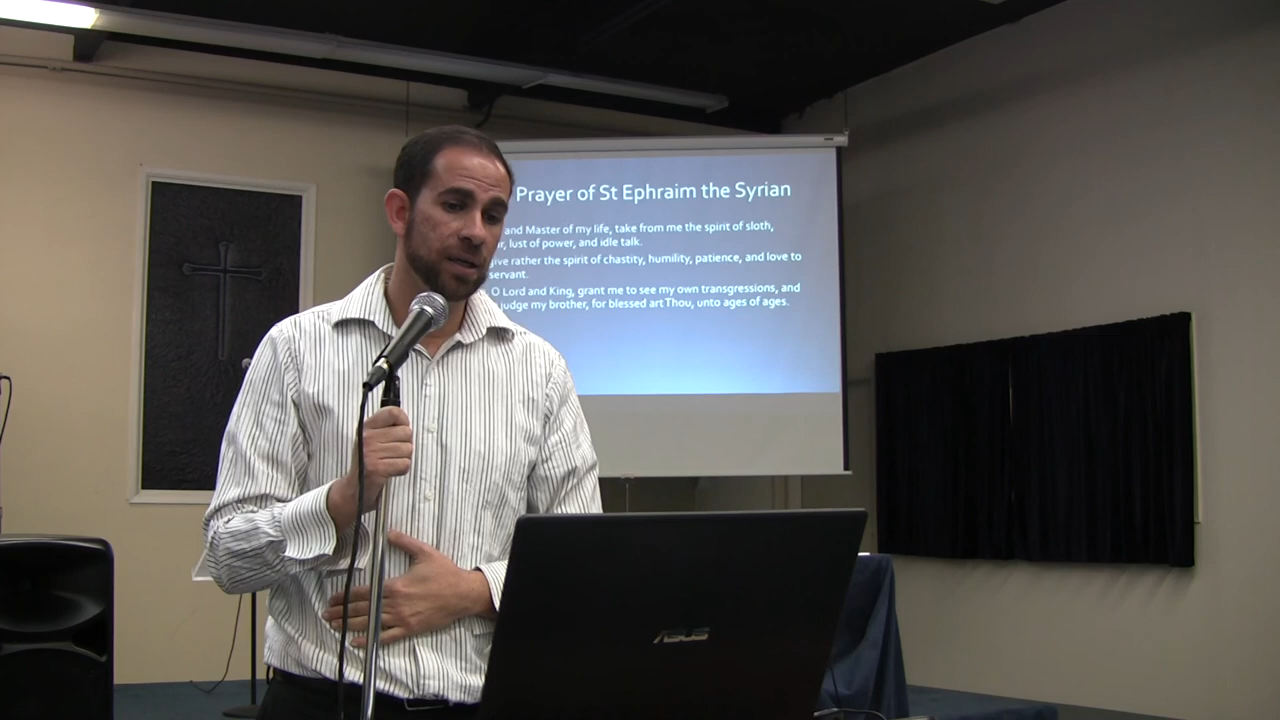 Prayer of St Ephraim the Syrian
and Master of my life, take from me the spirit of sloth,
lust of power, and idle talk.
rather the spirit of chastity, humility, patience, and love to
servant.
O Lord and King, grant me to see my own transgressions, and
judge my brother, for blessed art Thou, unto ages of ages.
ASUS